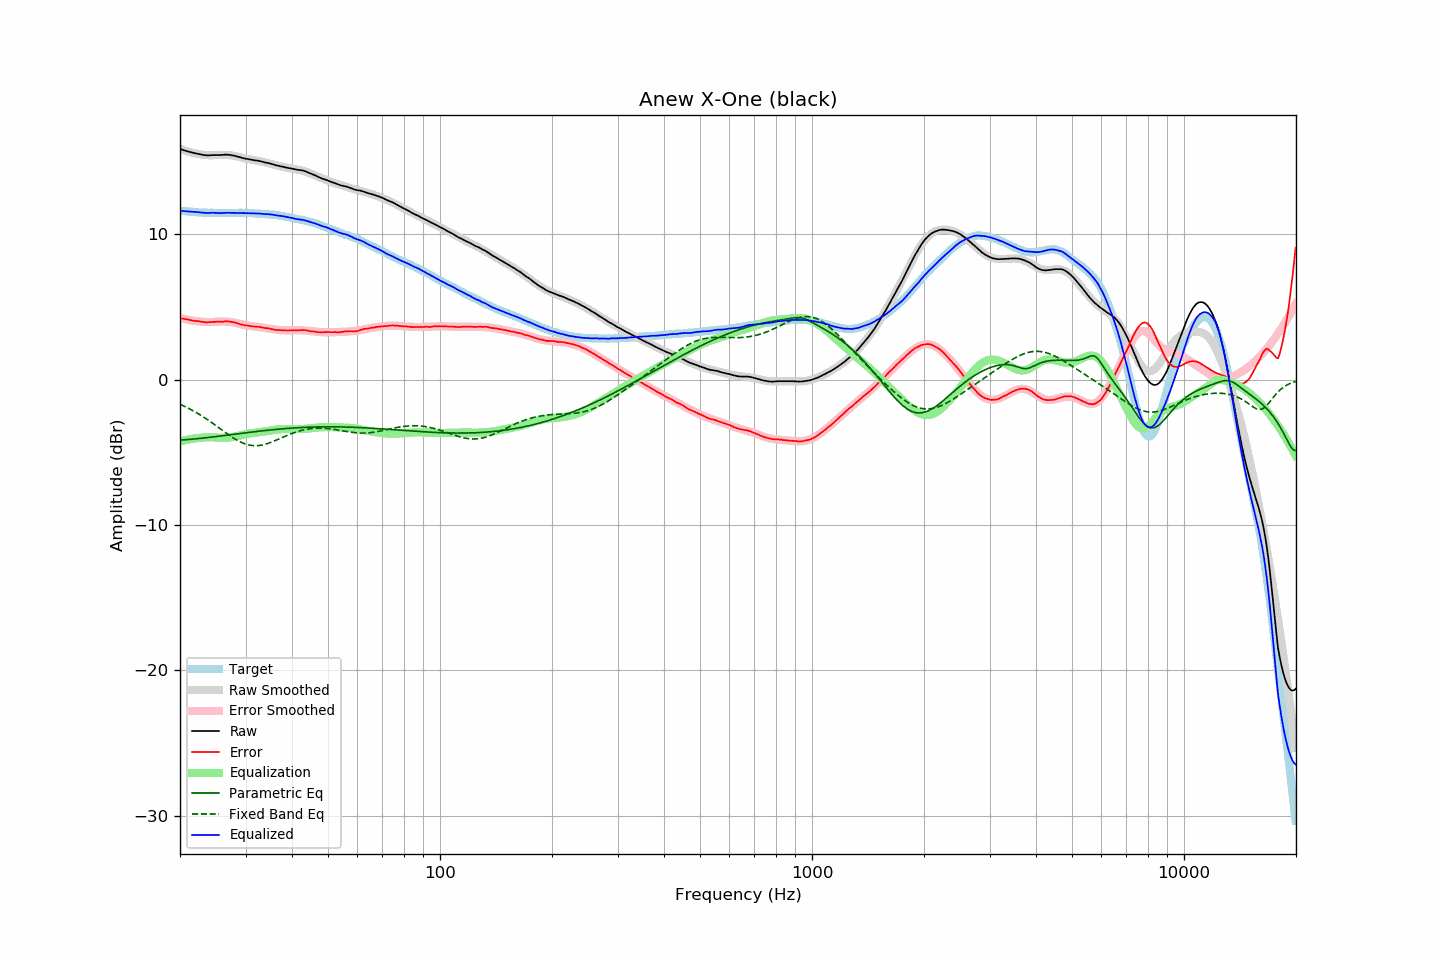 Anew X-One (black)
Amplitude (dBr)
10
0
−10
−20
−30
Target
Raw Smoothed
Error Smoothed
Raw
Error
Equalization
Parametric Eq
Fixed Band Eq
Equalized
100
1000
10000
Frequency (Hz)